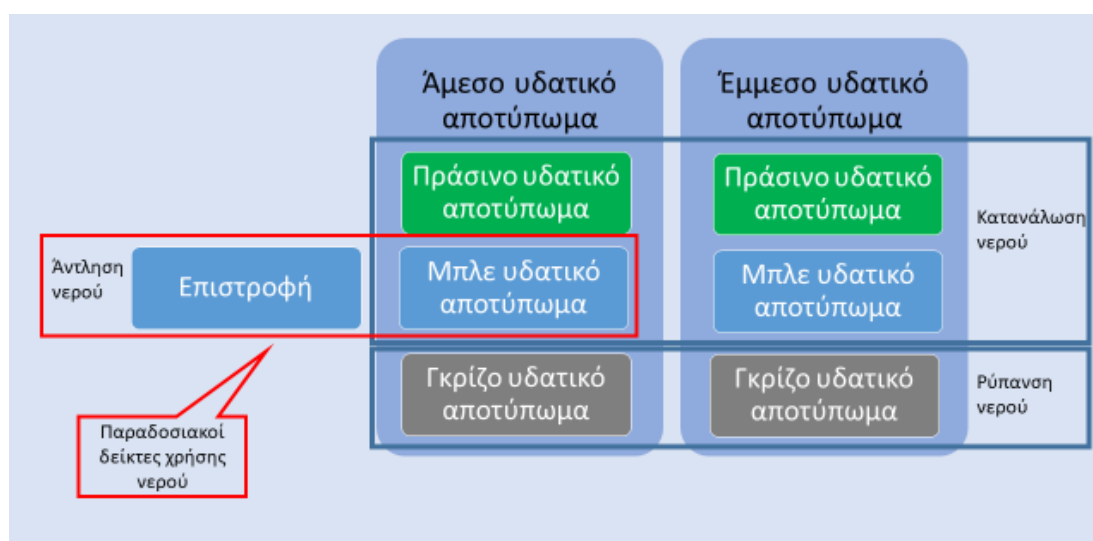 Άμεσο υδατικό
αποτύπωμα
Έμμεσο υδατικό
αποτύπωμα
Πράσινο υδατικό
αποτύπωμα
Πράσινο υδατικό
αποτύπωμα
Κατανάλωση
νερού
Άντληση
νερού
Επιστροφή
Μπλε υδατικό
αποτύπωμα
Μπλε υδατικό
αποτύπωμα
Γκρίζο υδατικό
αποτύπωμα
Γκρίζο υδατικό
αποτύπωμα
Ρύπανση
νερού
Παραδοσιακοί
δείκτες χρήσης
νερού